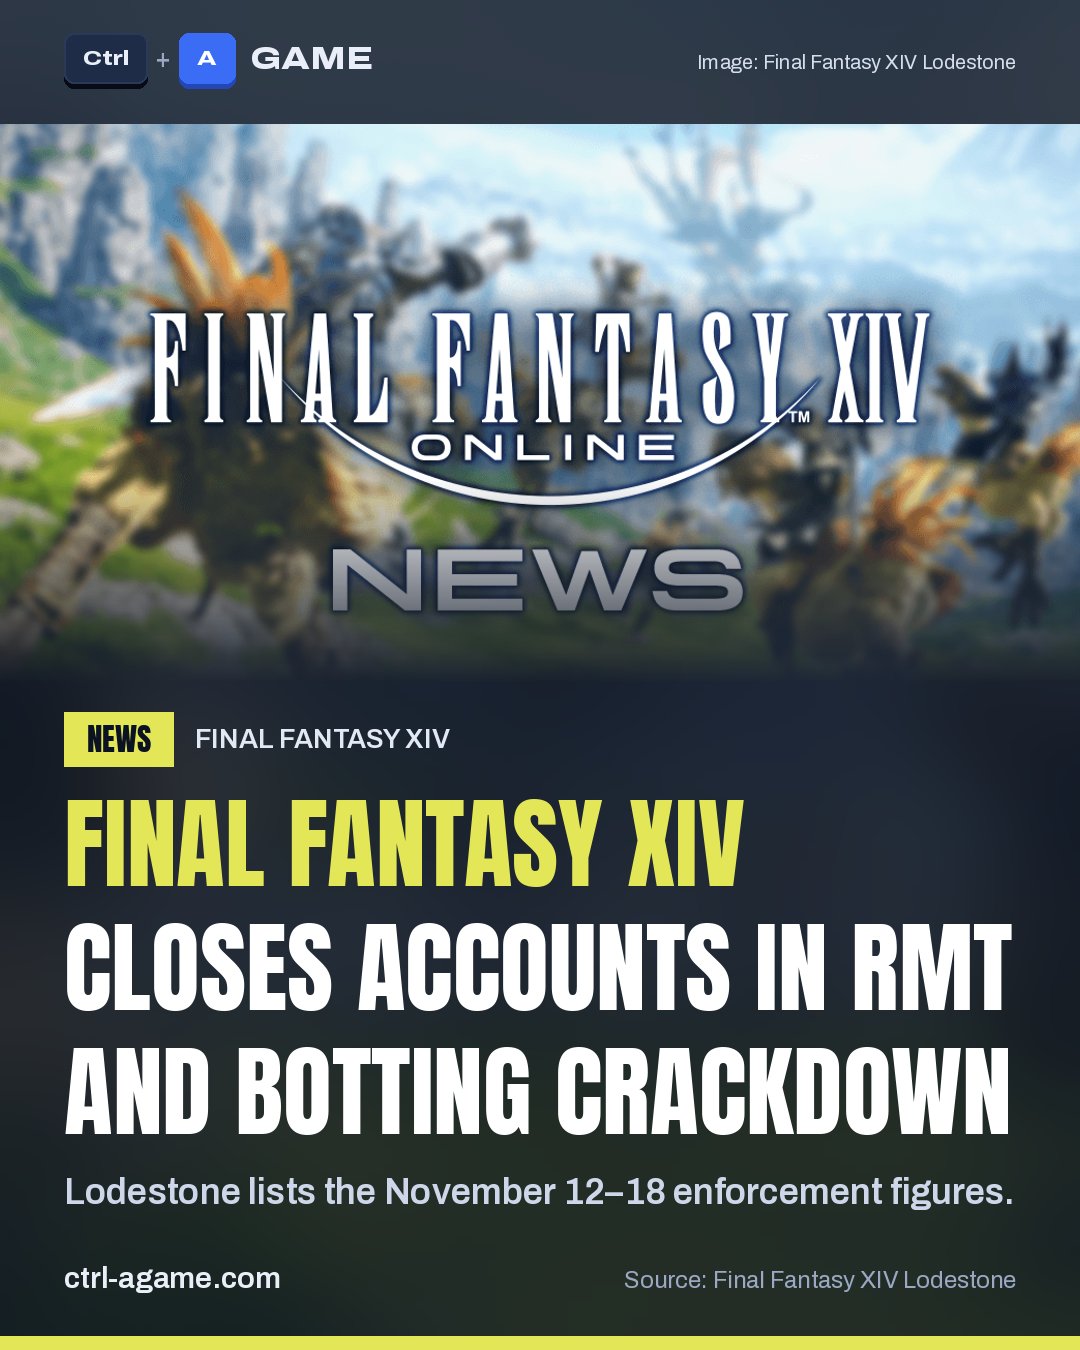 Ctrl + A GAME
Image: Final Fantasy XIV Lodestone
FINAL FANTASY XIV
TM
ONLINE
NEWS
NEWS FINAL FANTASY XIV
FINAL FANTASY XIV
CLOSES ACCOUNTS IN RMT
AND BOTTING CRACKDOWN
Lodestone lists the November 12–18 enforcement figures.
ctrl-agame.com
Source: Final Fantasy XIV Lodestone